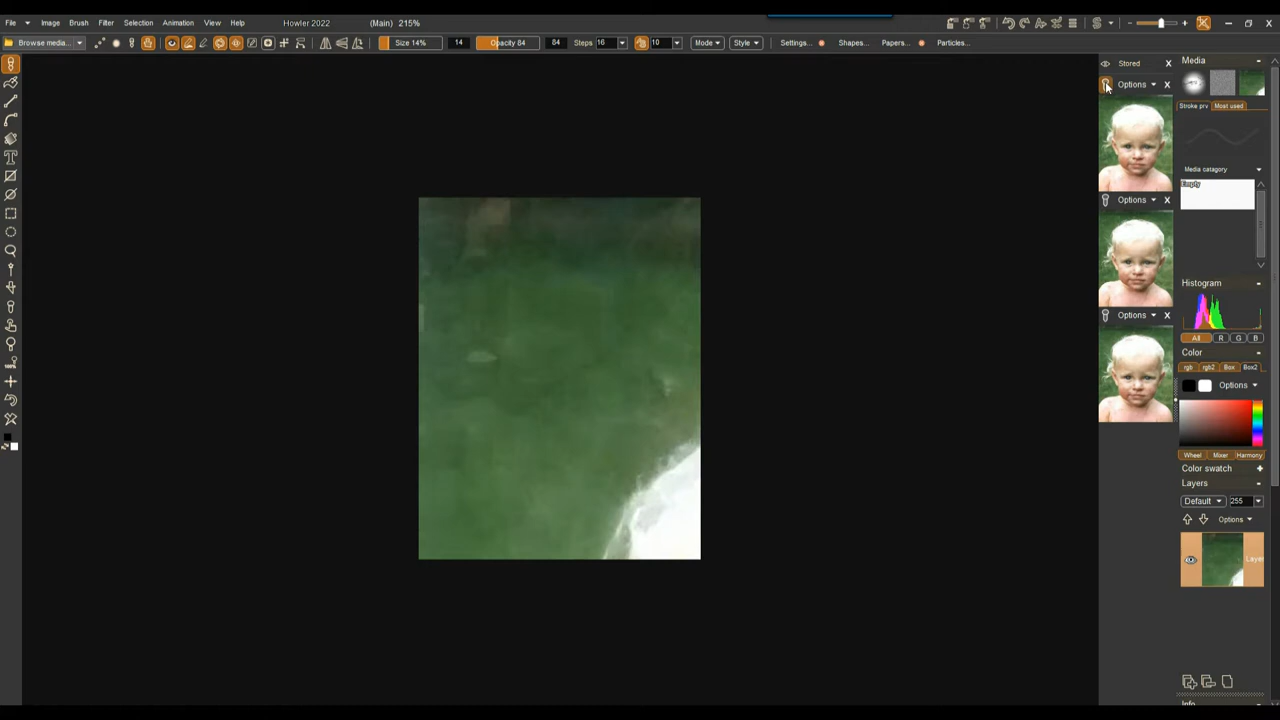 File Image Brush Filter Selection Animation View Help Howler 2022 (Main) 215%
Browse media... Size 14% 14 Opacity 84 84 Steps 16 10 Mode Style Settings... Shapes... Papers... Particles...
Stored X Media
Options X
Stroke prv Most used
Media catagory
Empty
Options X
Histogram
Options X
All R G B
Color
rgb rgb2 Box Box2
Options
Wheel Mixer Harmony
Color swatch
Layers
Default 255
Options
Layer
Info